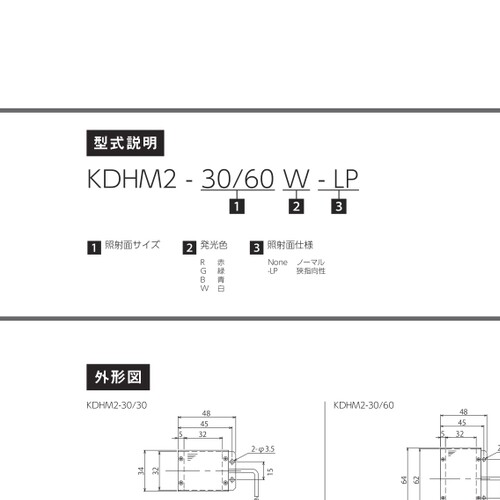 型式説明
KDHM2 - 30/60 W - LP
1 2 3
1 照射面サイズ
2 発光色
R 赤
G 緑
B 青
W 白
3 照射面仕様
None ノーマル
-LP 狭指向性
外形図
KDHM2-30/30
48
45
5 32
2-φ3.5
34
32
15
KDHM2-30/60
48
45
5 32
64
62